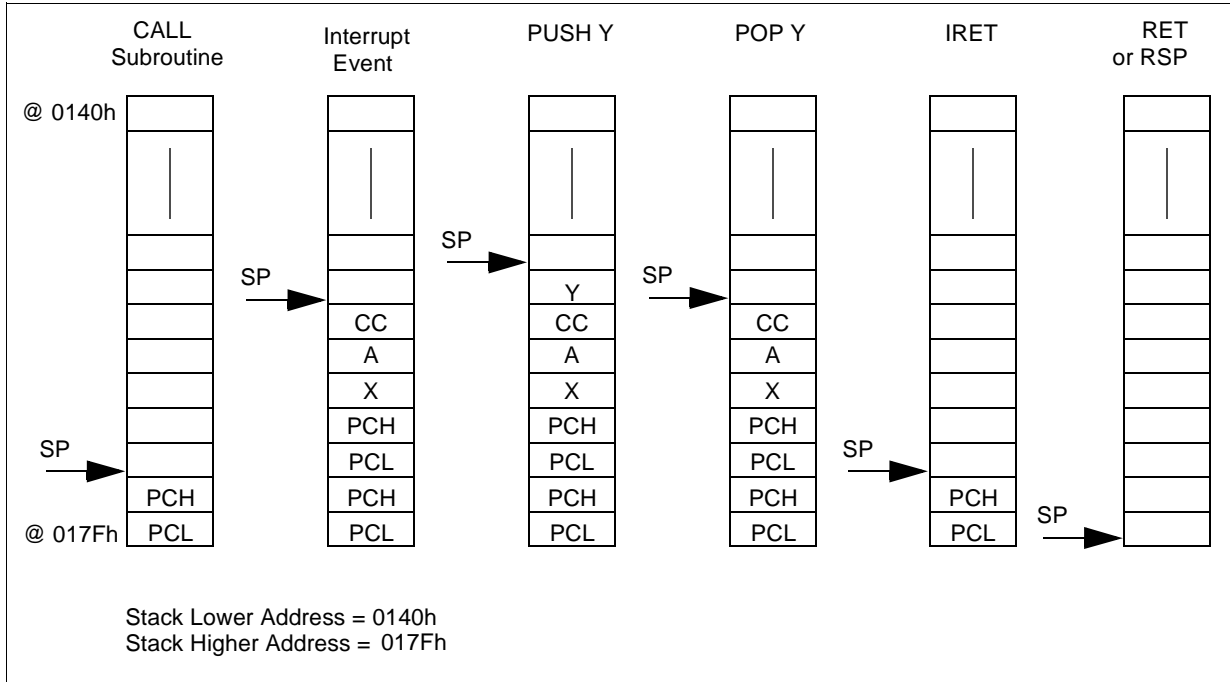 CALL
Subroutine
Interrupt
Event
PUSH Y
POP Y
IRET
RET
or RSP
@ 0140h
SP
SP
SP
Y
CC
CC
CC
A
A
A
X
X
X
PCH
PCH
PCH
SP
PCL
PCL
PCL
SP
PCH
PCH
PCH
PCH
PCH
SP
@ 017Fh
PCL
PCL
PCL
PCL
PCL
Stack Lower Address = 0140h
Stack Higher Address = 017Fh